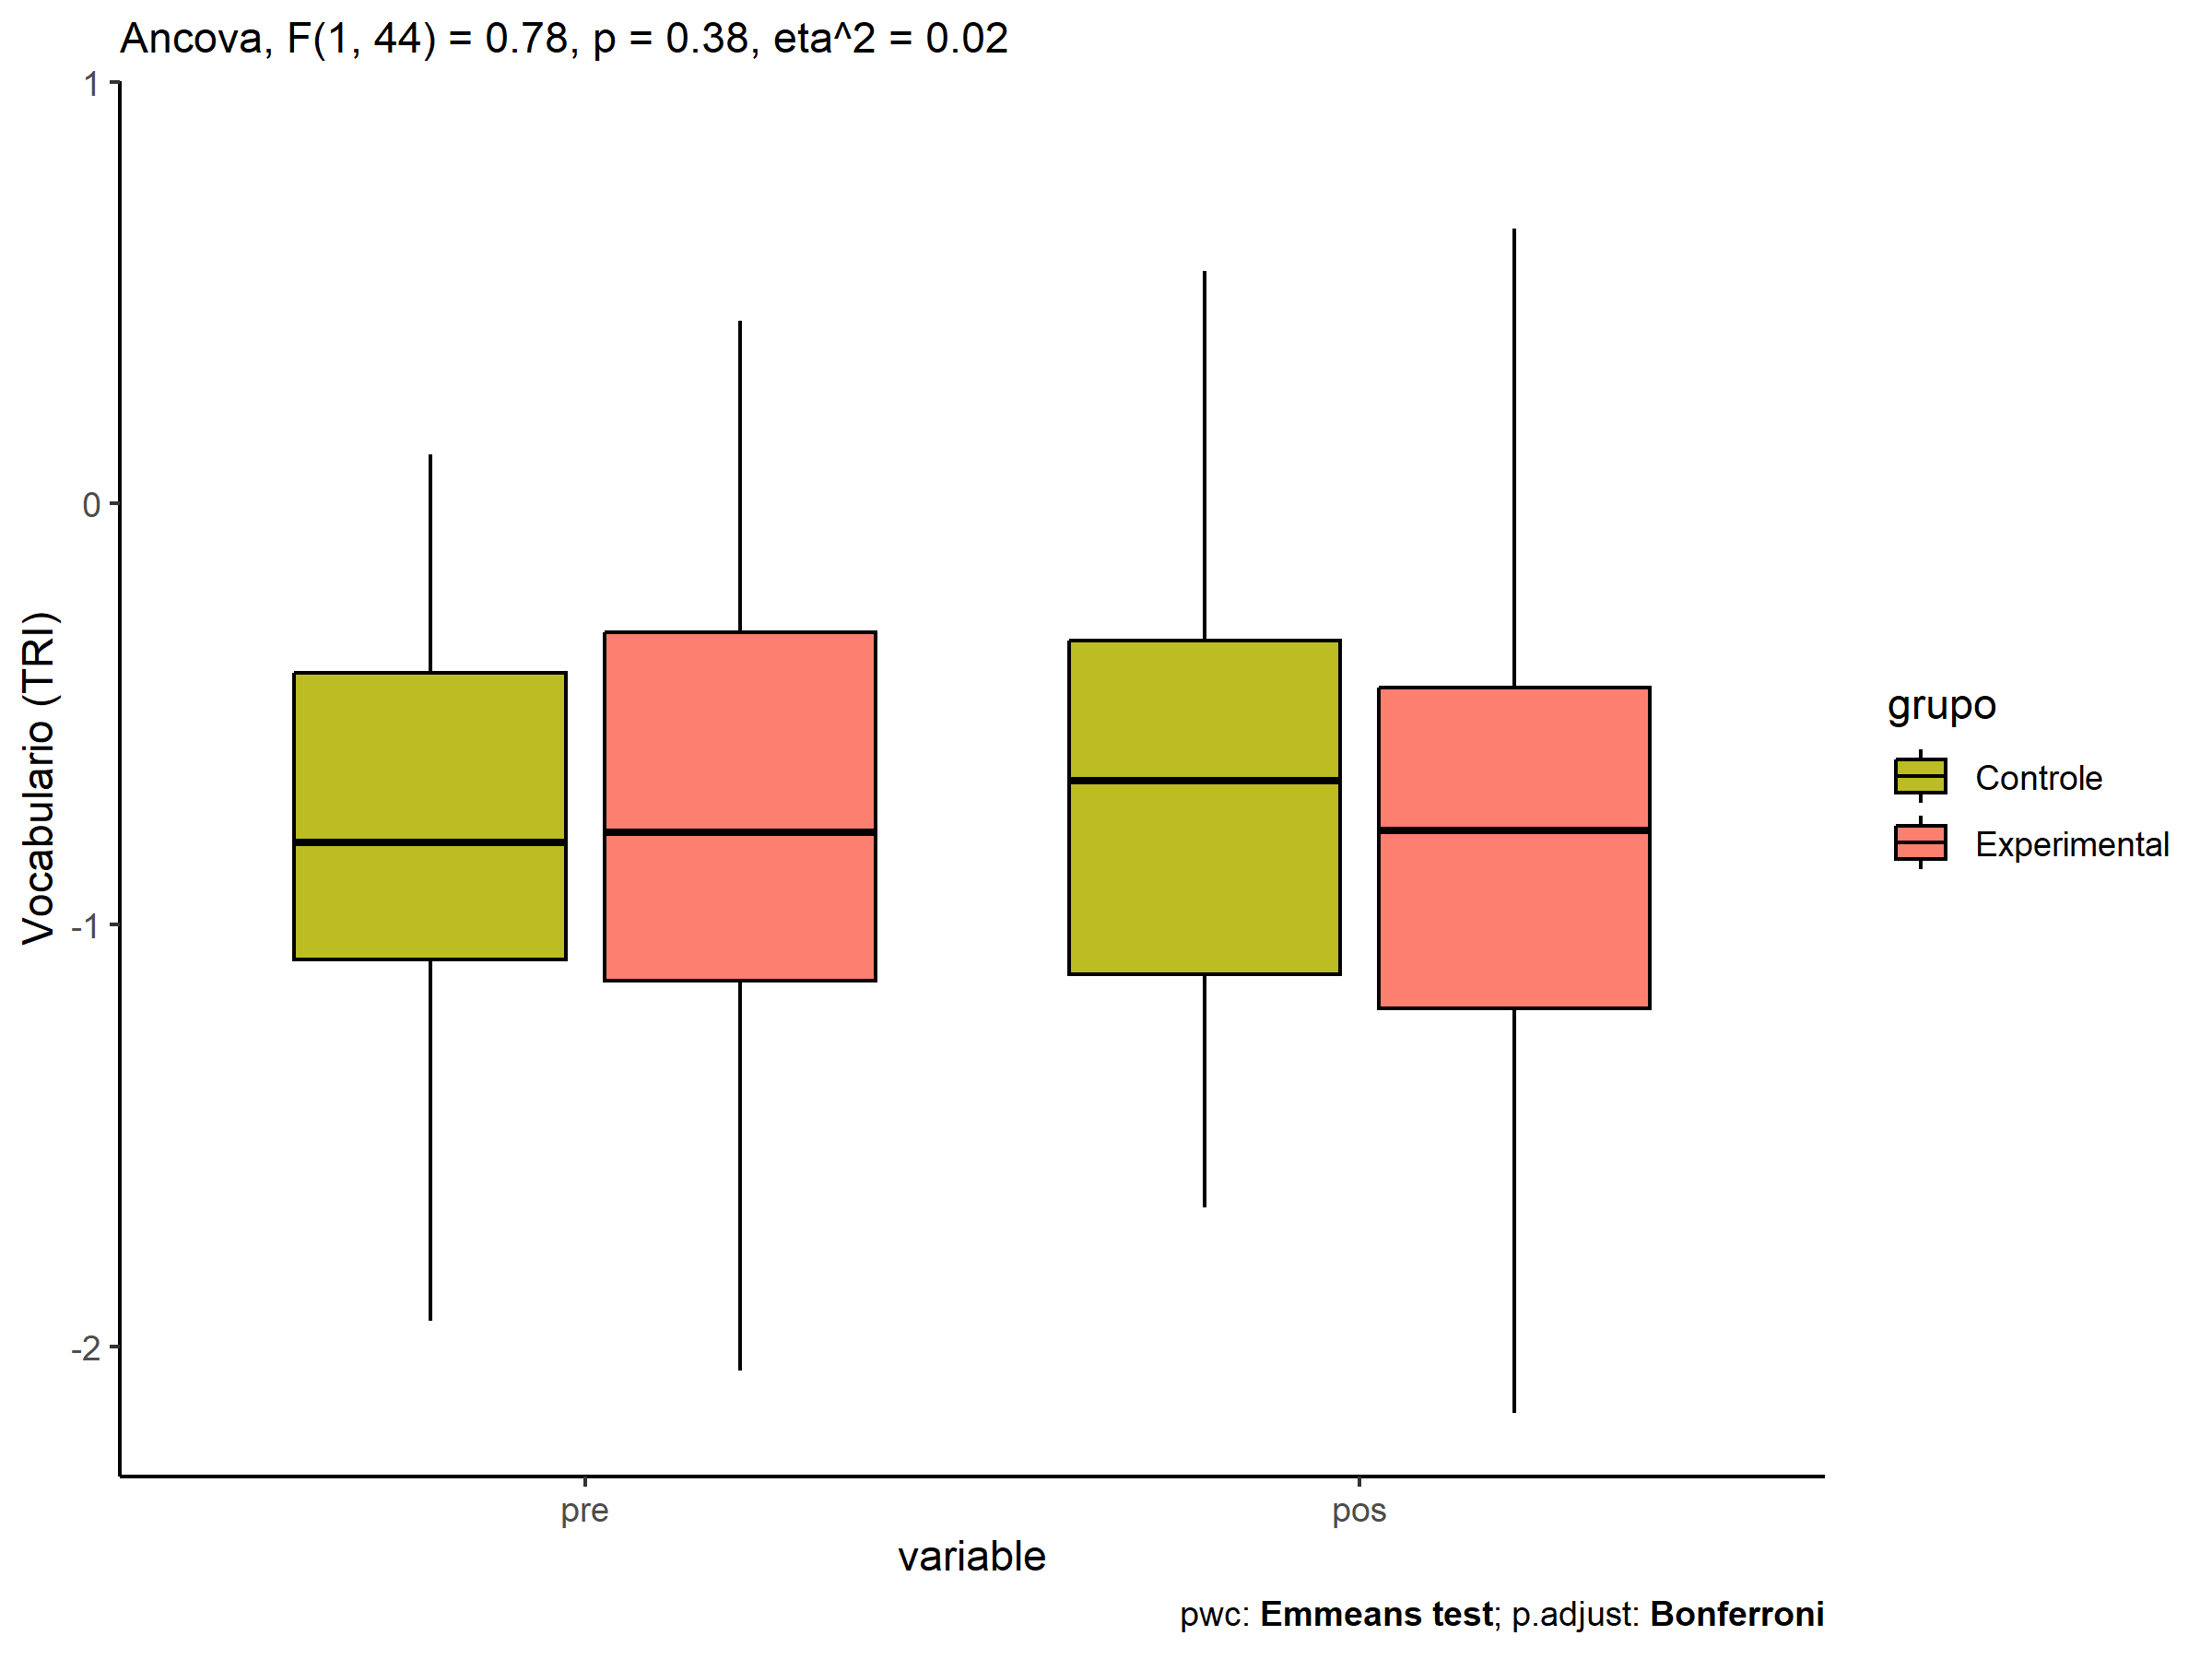 Ancova, F(1, 44) = 0.78, p = 0.38, eta^2 = 0.02
1
0
-1
-2
Vocabulario (TRI)
pre
pos
variable
grupo
Controle
Experimental
pwc: Emmeans test; p.adjust: Bonferroni